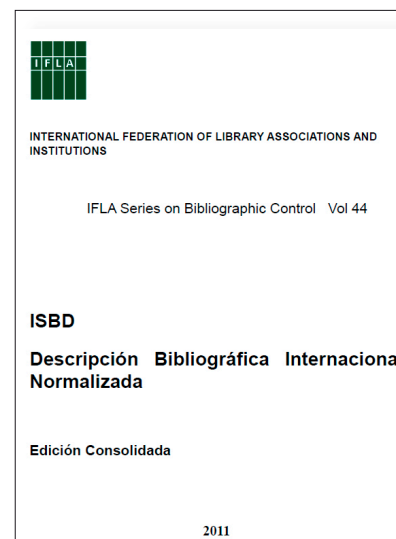 IFLA
INTERNATIONAL FEDERATION OF LIBRARY ASSOCIATIONS AND
INSTITUTIONS
IFLA Series on Bibliographic Control Vol 44
ISBD
Descripción Bibliográfica Internaciona
Normalizada
Edición Consolidada
2011